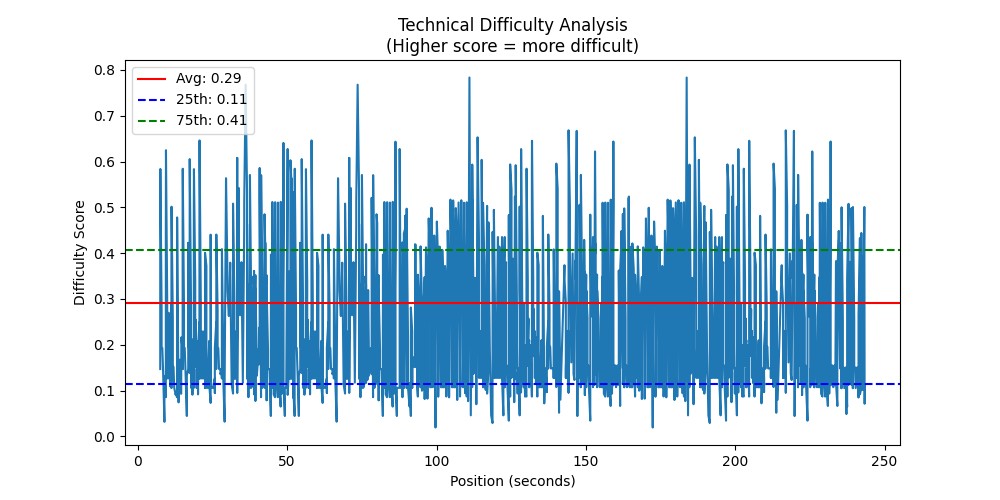 Technical Difficulty Analysis
(Higher score = more difficult)
Avg: 0.29
25th: 0.11
75th: 0.41
Difficulty Score
0.8
0.7
0.6
0.5
0.4
0.3
0.2
0.1
0.0
0 50 100 150 200 250
Position (seconds)